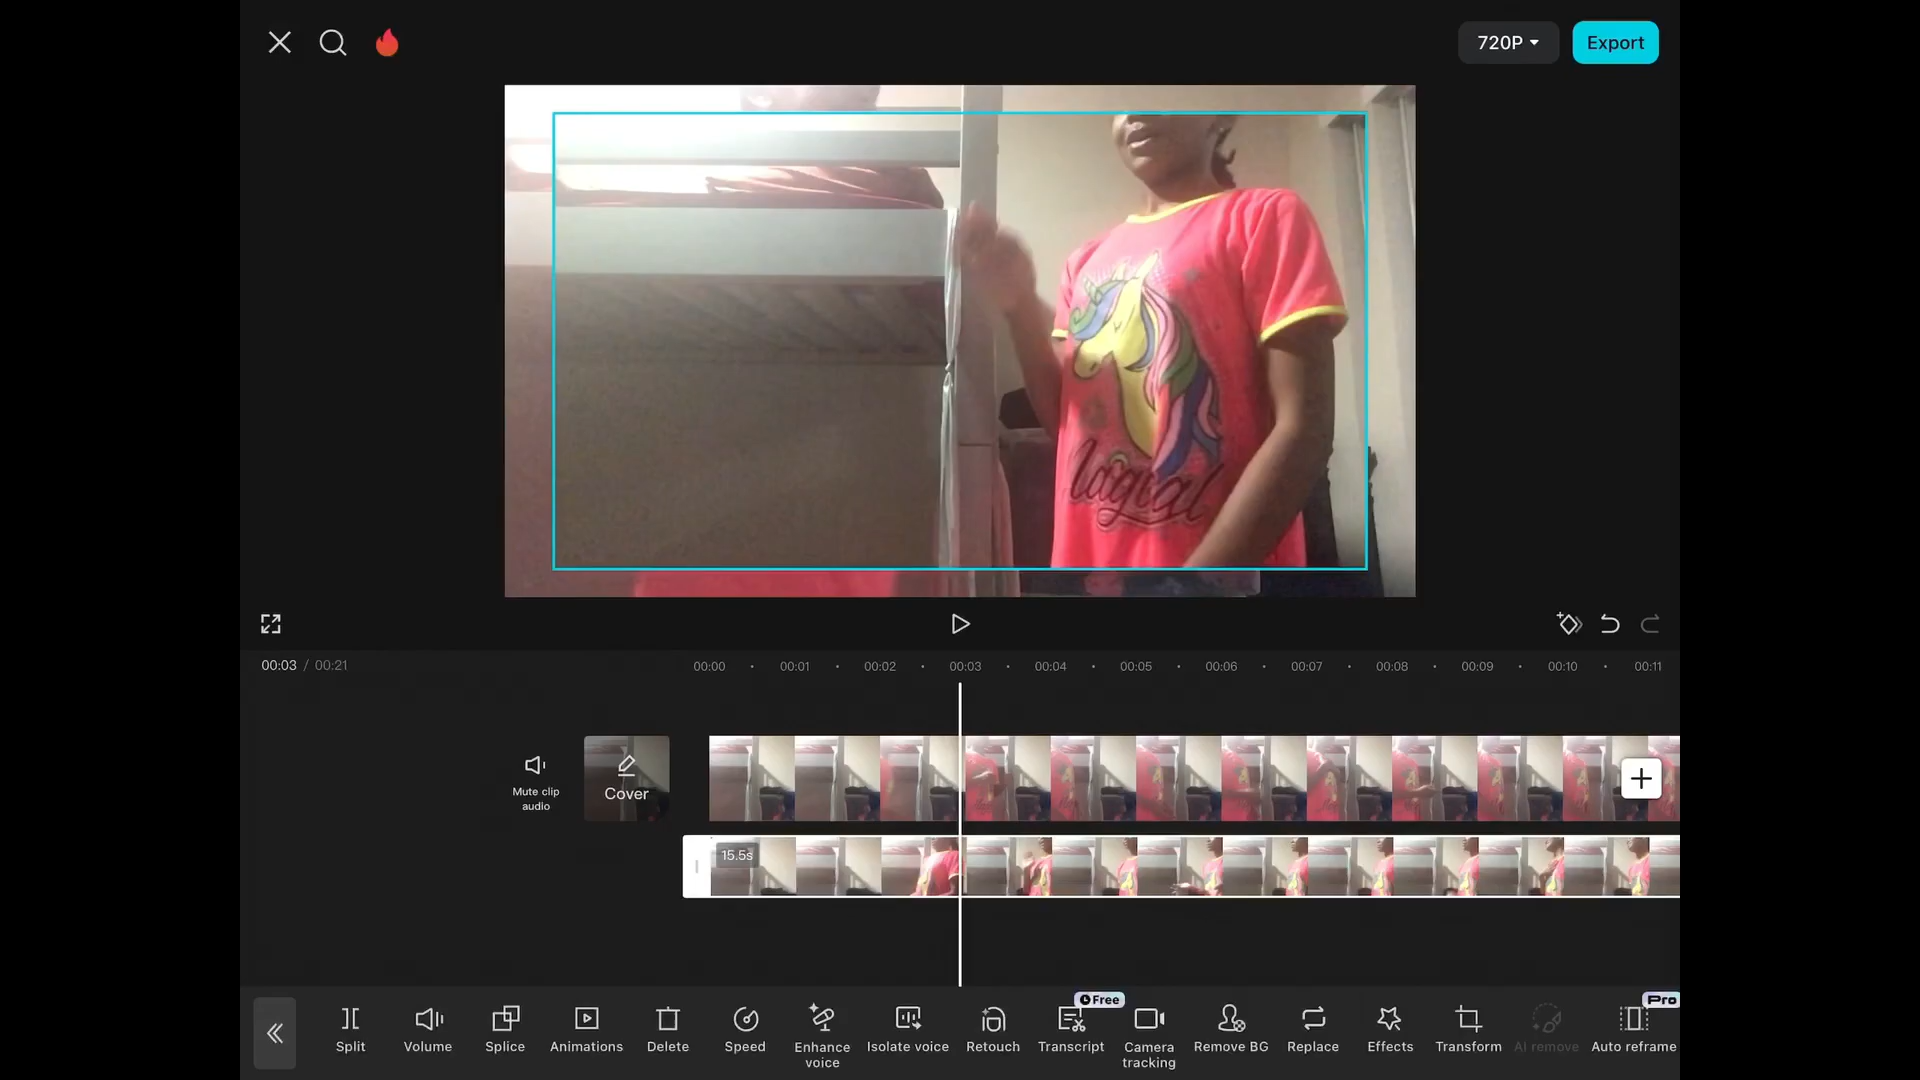 720P
Export
00:03 / 00:21
00:00 00:01 00:02 00:03 00:04 00:05 00:06 00:07 00:08 00:09 00:10 00:11
Mute clip
audio
Cover
15.5s
Free
Pro
Split
Volume
Splice
Animations
Delete
Speed
Enhance
voice
Isolate voice
Retouch
Transcript
Camera
tracking
Remove BG
Replace
Effects
Transform
AI remove
Auto reframe